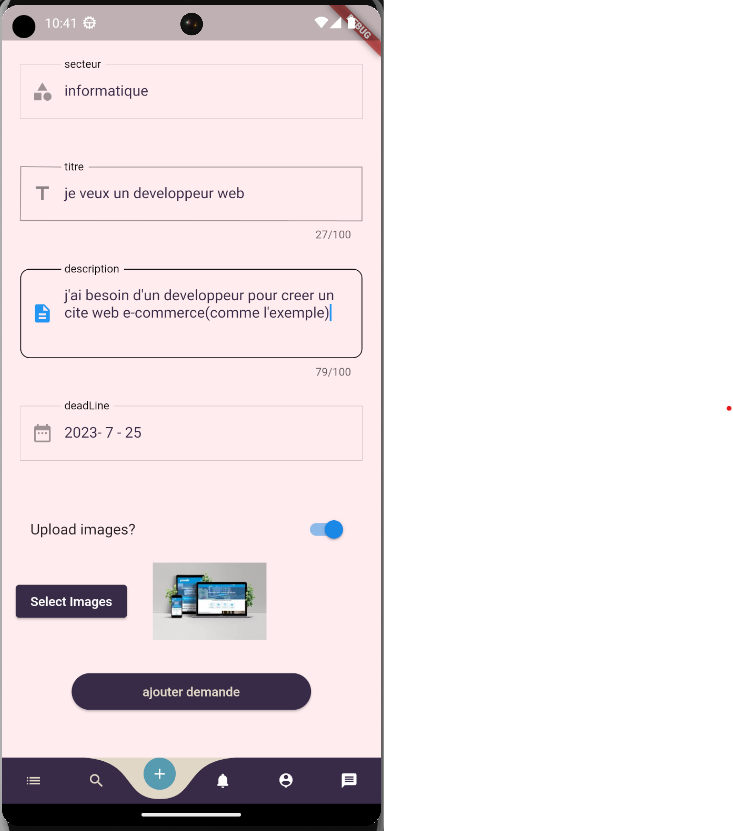 10:41
BUG
secteur
informatique
titre
je veux un developpeur web
27/100
description
j'ai besoin d'un developpeur pour creer un
cite web e-commerce(comme l'exemple)
79/100
deadLine
2023- 7 - 25
Upload images?
Select Images
ajouter demande